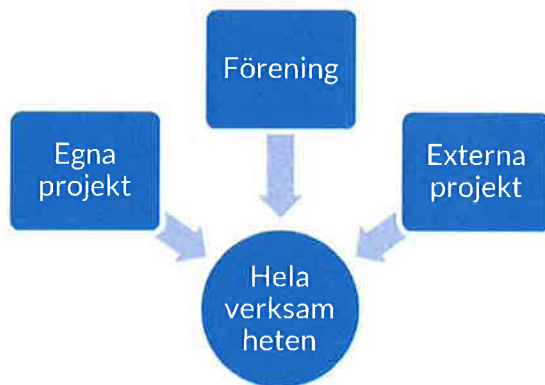 Förening
Egna
projekt
Externa
projekt
Hela
verksam
heten